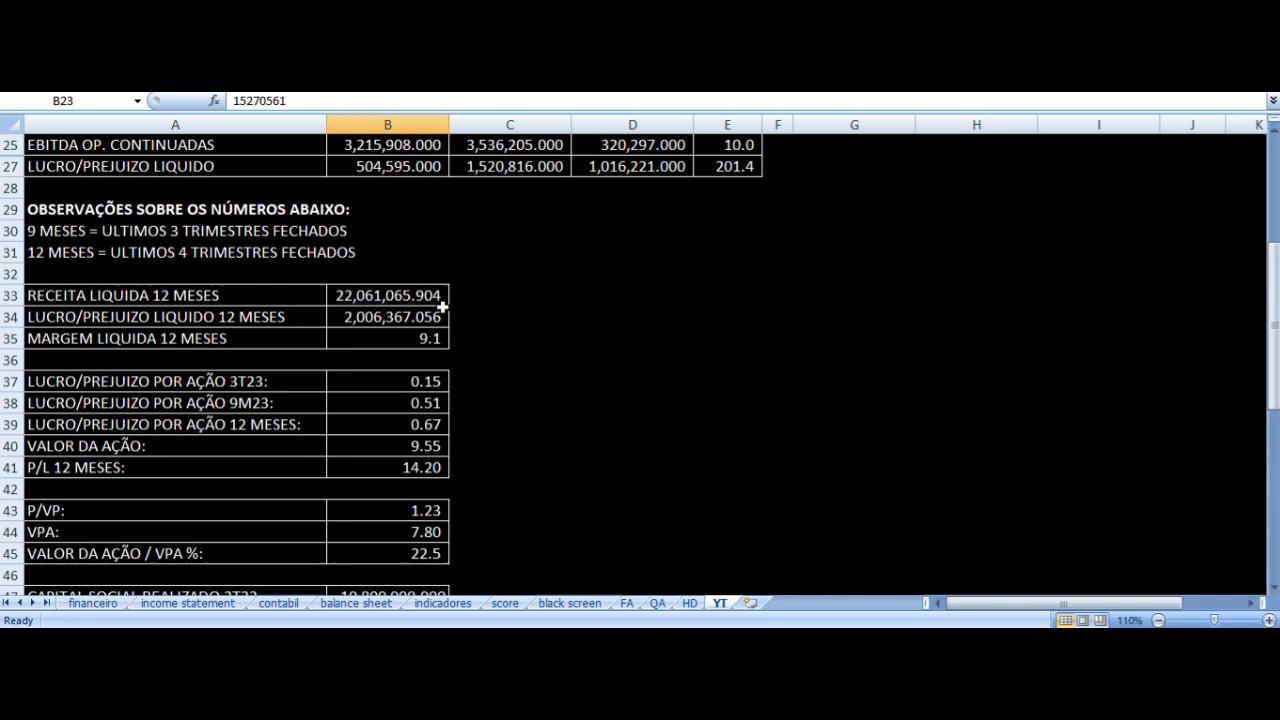 B23 fx 15270561
A B C D E F G H I J K
25 EBITDA OP. CONTINUADAS 3,215,908.000 3,536,205.000 320,297.000 10.0
27 LUCRO/PREJUIZO LIQUIDO 504,595.000 1,520,816.000 1,016,221.000 201.4
28
29 OBSERVAÇÕES SOBRE OS NÚMEROS ABAIXO:
30 9 MESES = ULTIMOS 3 TRIMESTRES FECHADOS
31 12 MESES = ULTIMOS 4 TRIMESTRES FECHADOS
32
33 RECEITA LIQUIDA 12 MESES 22,061,065.904
34 LUCRO/PREJUIZO LIQUIDO 12 MESES 2,006,367.056
35 MARGEM LIQUIDA 12 MESES 9.1
36
37 LUCRO/PREJUIZO POR AÇÃO 3T23: 0.15
38 LUCRO/PREJUIZO POR AÇÃO 9M23: 0.51
39 LUCRO/PREJUIZO POR AÇÃO 12 MESES: 0.67
40 VALOR DA AÇÃO: 9.55
41 P/L 12 MESES: 14.20
42
43 P/VP: 1.23
44 VPA: 7.80
45 VALOR DA AÇÃO / VPA %: 22.5
46
financeiro income statement contabil balance sheet indicadores score black screen FA QA HD YT
Ready 110%